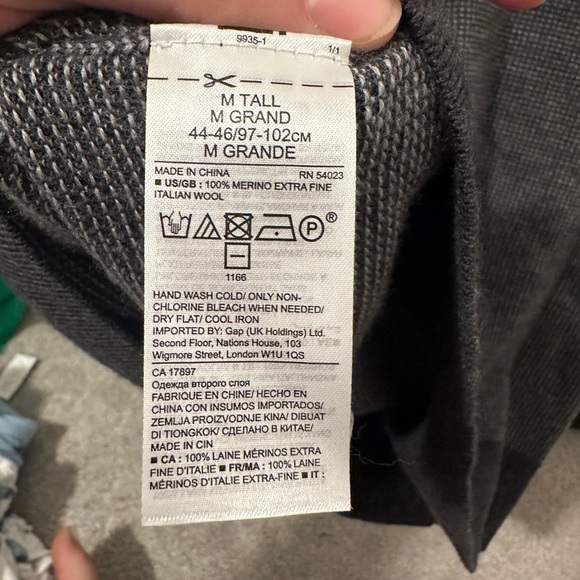 9935-1 1/1
M TALL
M GRAND
44-46/97-102см
M GRANDE
MADE IN CHINA RN 54023
■ US/GB : 100% MERINO EXTRA FINE
ITALIAN WOOL
P ®
1166
HAND WASH COLD/ ONLY NON-
CHLORINE BLEACH WHEN NEEDED/
DRY FLAT/ COOL IRON
IMPORTED BY: Gap (UK Holdings) Ltd.
Second Floor, Nations House, 103
Wigmore Street, London W1U 1QS
CA 17897
Одежда второго слоя
FABRIQUE EN CHINE/ HECHO EN
CHINA CON INSUMOS IMPORTADOS/
ZEMLJA PROIZVODNJE KINA/ DIBUAT
DI TIONGKOK/ СДЕЛАНО В КИТАЕ/
MADE IN CIN
■ CA : 100% LAINE MÉRINOS EXTRA
FINE D'ITALIE ■ FR/MA : 100% LAINE
MÉRINOS D'ITALIE EXTRA-FINE ■ IT :